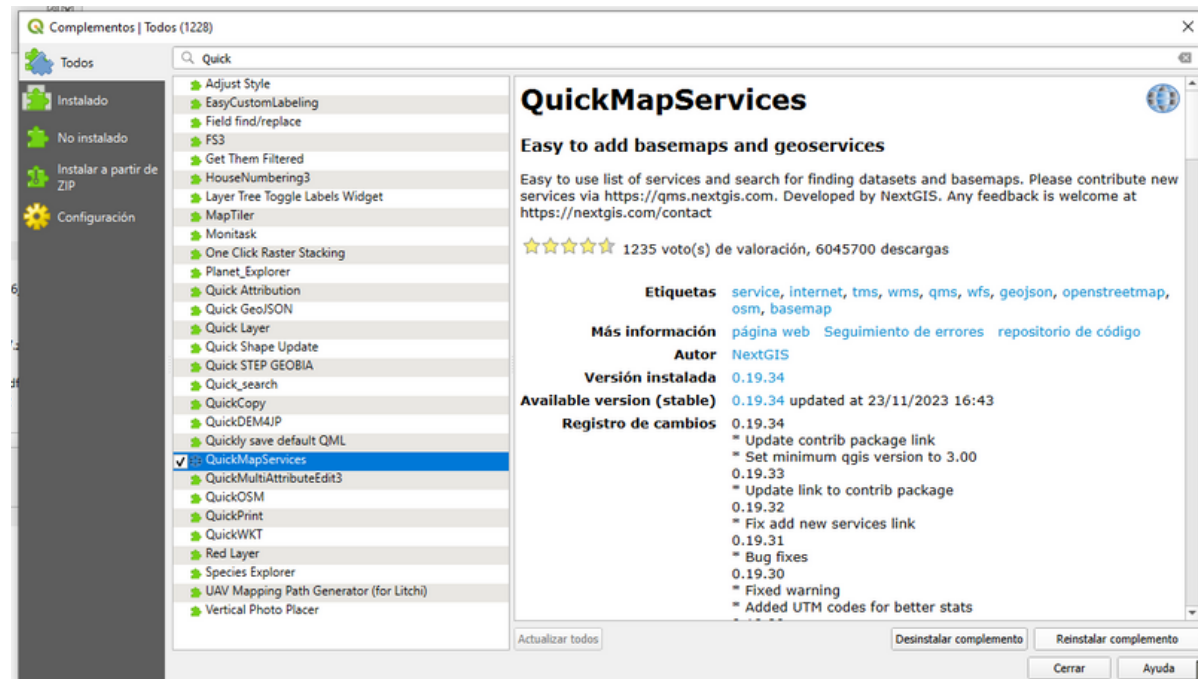 Complementos | Todos (1228)
Todos
Instalado
No instalado
Instalar a partir de
ZIP
Configuración
Quick
Adjust Style
EasyCustomLabeling
Field find/replace
FS3
Get Them Filtered
HouseNumbering3
Layer Tree Toggle Labels Widget
MapTiler
Monitask
One Click Raster Stacking
Planet_Explorer
Quick Attribution
Quick GeoJSON
Quick Layer
Quick Shape Update
Quick STEP GEOBIA
Quick_search
QuickCopy
QuickDEM4JP
Quickly save default QML
QuickMapServices
QuickMultiAttributeEdit3
QuickOSM
QuickPrint
QuickWKT
Red Layer
Species Explorer
UAV Mapping Path Generator (for Litchi)
Vertical Photo Placer
QuickMapServices
Easy to add basemaps and geoservices
Easy to use list of services and search for finding datasets and basemaps. Please contribute new
services via https://qms.nextgis.com. Developed by NextGIS. Any feedback is welcome at
https://nextgis.com/contact
1235 voto(s) de valoración, 6045700 descargas
Etiquetas service, internet, tms, wms, qms, wfs, geojson, openstreetmap,
osm, basemap
Más información página web Seguimiento de errores repositorio de código
Autor NextGIS
Versión instalada 0.19.34
Available version (stable) 0.19.34 updated at 23/11/2023 16:43
Registro de cambios 0.19.34
* Update contrib package link
* Set minimum qgis version to 3.00
0.19.33
* Update link to contrib package
0.19.32
* Fix add new services link
0.19.31
* Bug fixes
0.19.30
* Fixed warning
* Added UTM codes for better stats
Actualizar todos
Desinstalar complemento
Reinstalar complemento
Cerrar
Ayuda